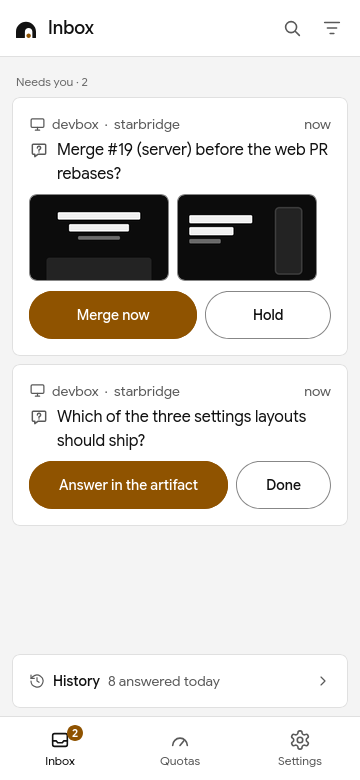 Inbox
Needs you · 2
devbox · starbridge now
Merge #19 (server) before the web PR
rebases?
Merge now Hold
devbox · starbridge now
Which of the three settings layouts
should ship?
Answer in the artifact Done
History 8 answered today
2
Inbox Quotas Settings